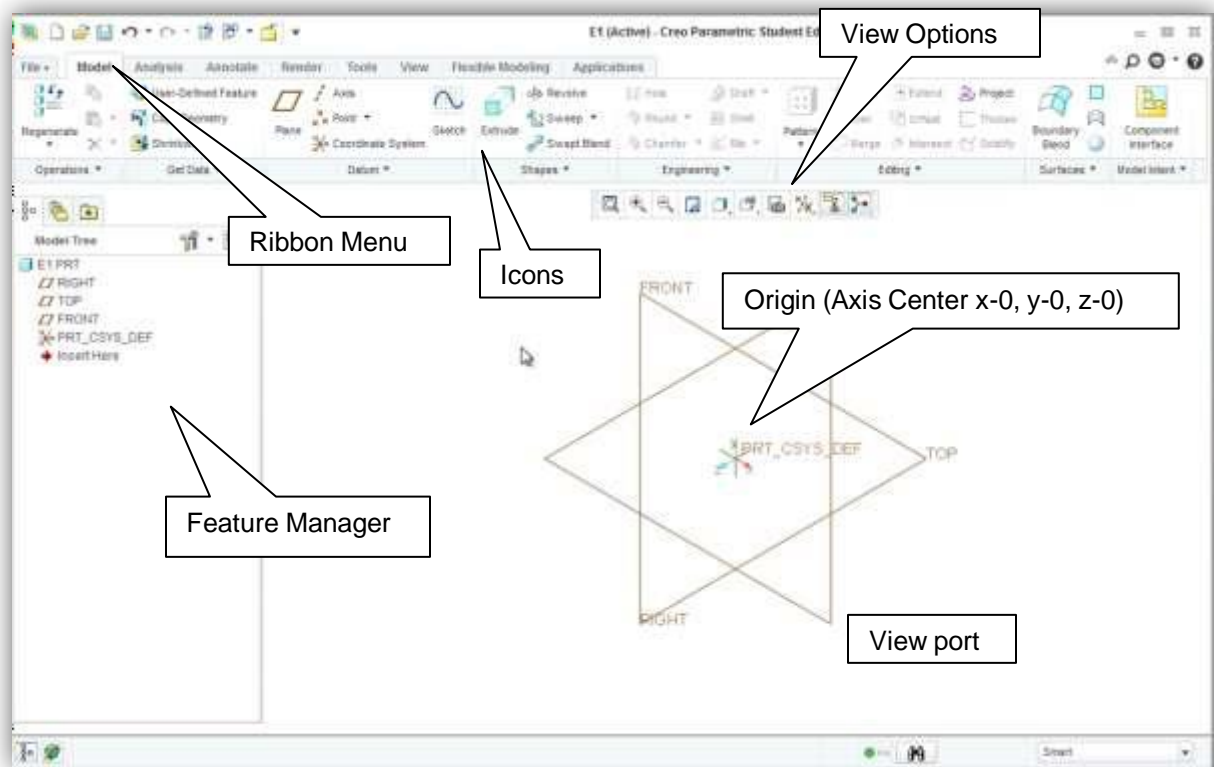 E1 (Active) - Creo Parametric Student Ed
View Options
File Model Analysis Annotate Render Tools View Flexible Modeling Applications
User-Defined Feature
Axis
Revolve
Extend
Project
Regenerate
Plane
Point
Sketch
Extrude
Sweep
Boundary Blend
Component Interface
Coordinate System
Swept Blend
Chamfer
Operations
Get Data
Datum
Shapes
Engineering
Editing
Surfaces
Model Intent
Model Tree
Ribbon Menu
Icons
E1.PRT
RIGHT
TOP
FRONT
PRT_CSYS_DEF
Insert Here
FRONT
Origin (Axis Center x-0, y-0, z-0)
PRT_CSYS_DEF
TOP
Feature Manager
RIGHT
View port
Smart